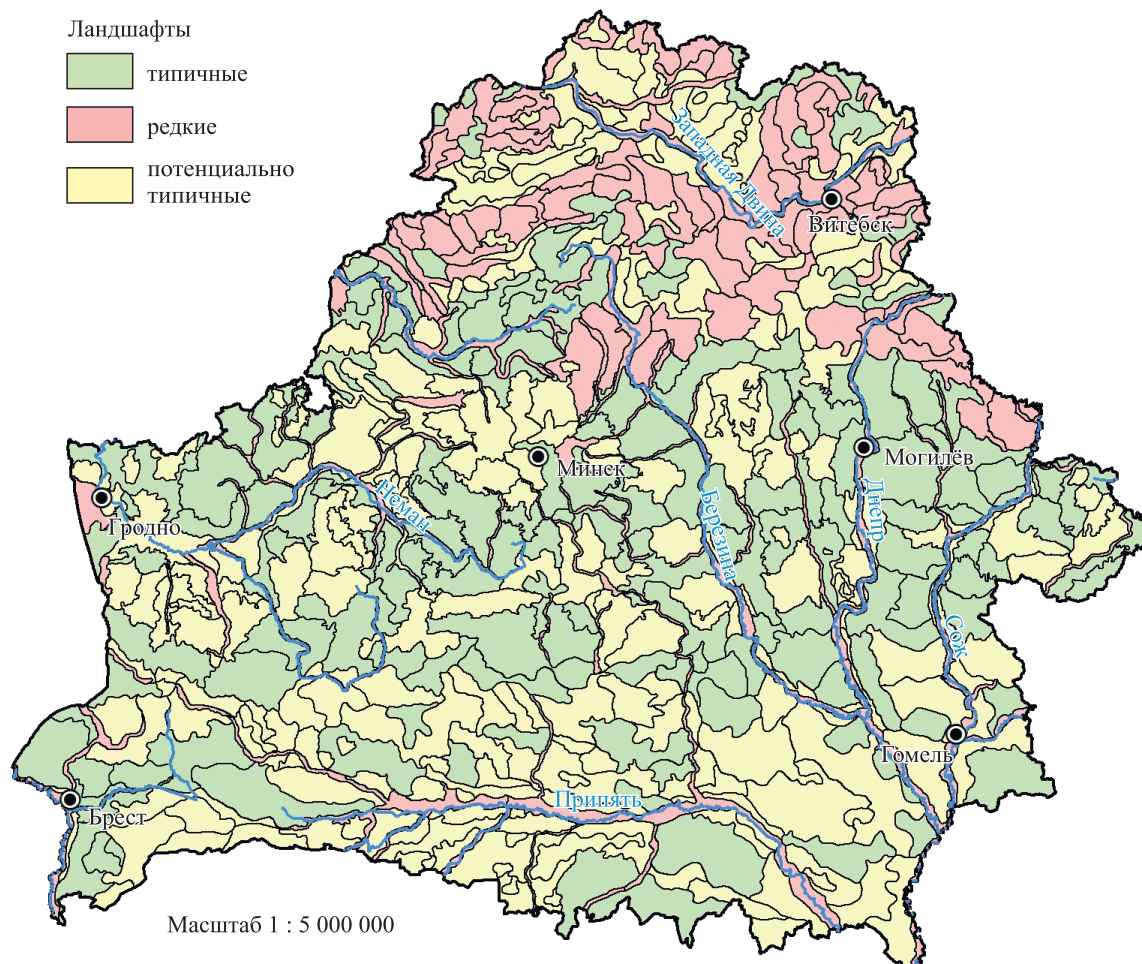 Ландшафты
типичные
редкие
потенциально
типичные
Западная Двина
Витебск
Минск
Могилёв
Гродно
Неман
Березина
Днепр
Сож
Гомель
Припять
Брест
Масштаб 1 : 5 000 000